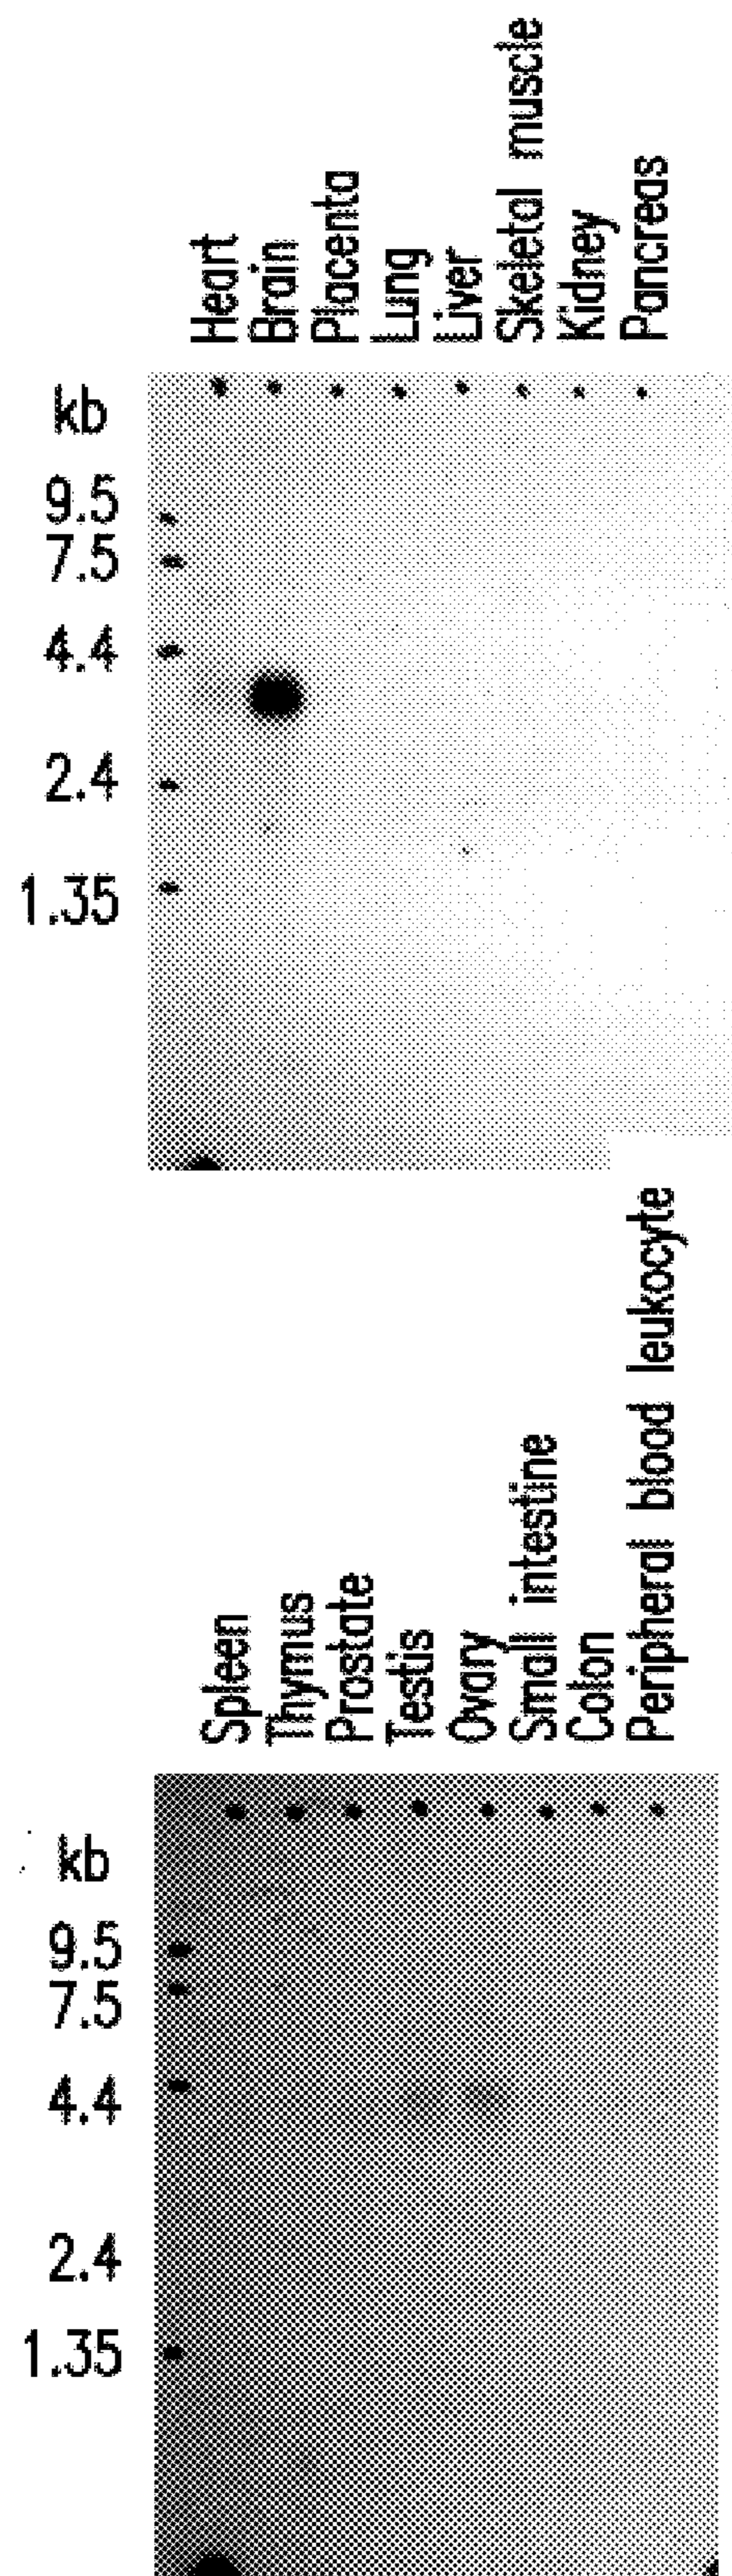 Heart
Brain
Placenta
Lung
Liver
Skeletal muscle
Kidney
Pancreas
kb
9.5
7.5
4.4
2.4
1.35
Spleen
Thymus
Prostate
Testis
Ovary
Small intestine
Colon
Peripheral blood leukocyte
kb
9.5
7.5
4.4
2.4
1.35